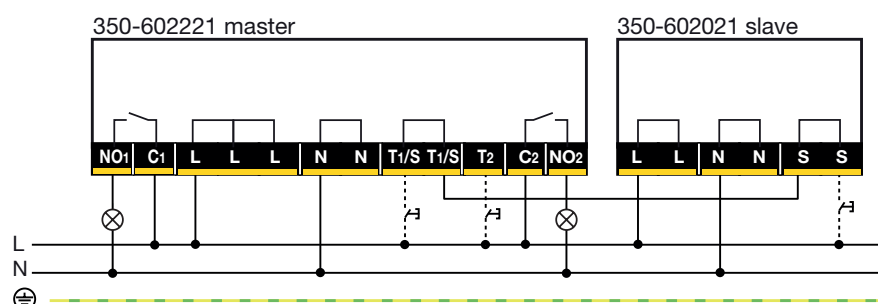 350-602221 master 350-602021 slave
NO1 C1 L L L N N T1/S T1/S T2 C2 NO2 L L N N S S
L
N